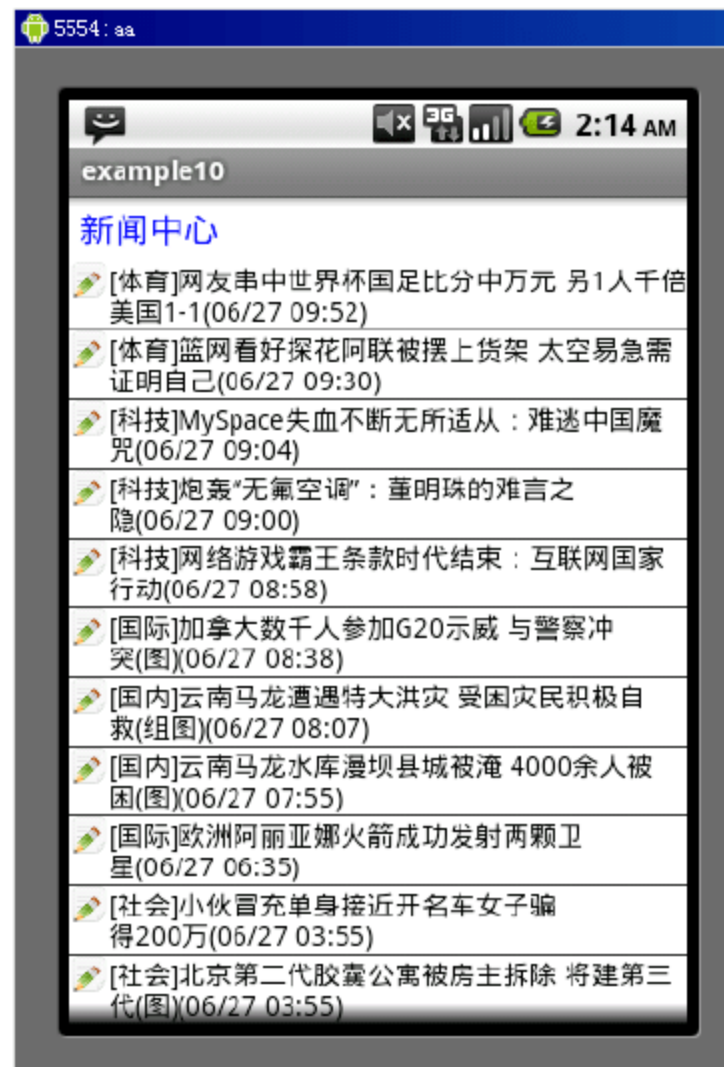 5554:aa
3G 2:14 AM
example10
新闻中心
[体育]网友串中世界杯国足比分中万元 另1人千倍
美国1-1(06/27 09:52)
[体育]篮网看好探花阿联被摆上货架 太空易急需
证明自己(06/27 09:30)
[科技]MySpace失血不断无所适从：难逃中国魔
咒(06/27 09:04)
[科技]炮轰“无氟空调”：董明珠的难言之
隐(06/27 09:00)
[科技]网络游戏霸王条款时代结束：互联网国家
行动(06/27 08:58)
[国际]加拿大数千人参加G20示威 与警察冲
突(图)(06/27 08:38)
[国内]云南马龙遭遇特大洪灾 受困灾民积极自
救(组图)(06/27 08:07)
[国内]云南马龙水库漫坝县城被淹 4000余人被
困(图)(06/27 07:55)
[国际]欧洲阿丽亚娜火箭成功发射两颗卫
星(06/27 06:35)
[社会]小伙冒充单身接近开名车女子骗
得200万(06/27 03:55)
[社会]北京第二代胶囊公寓被房主拆除 将建第三
代(图)(06/27 03:55)